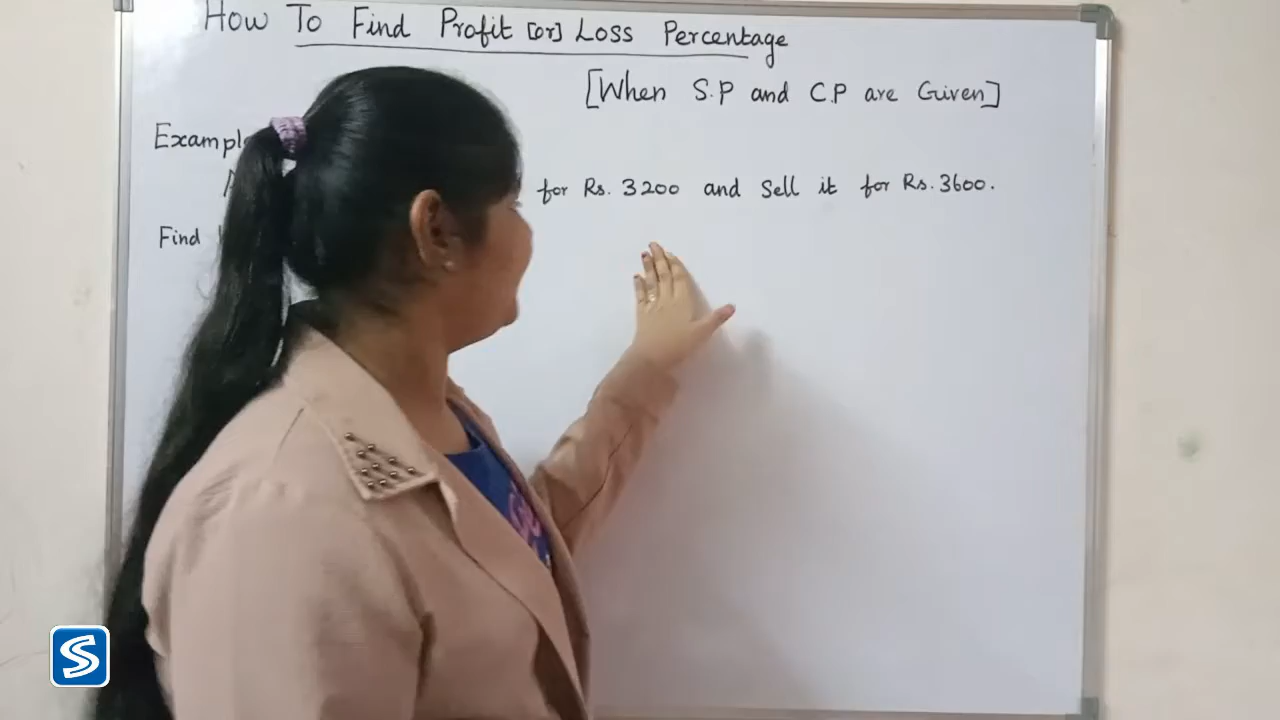 How To Find Profit [or] Loss Percentage
[When S.P and C.P are Given]
for Rs. 3200 and Sell it for Rs. 3600.
Find